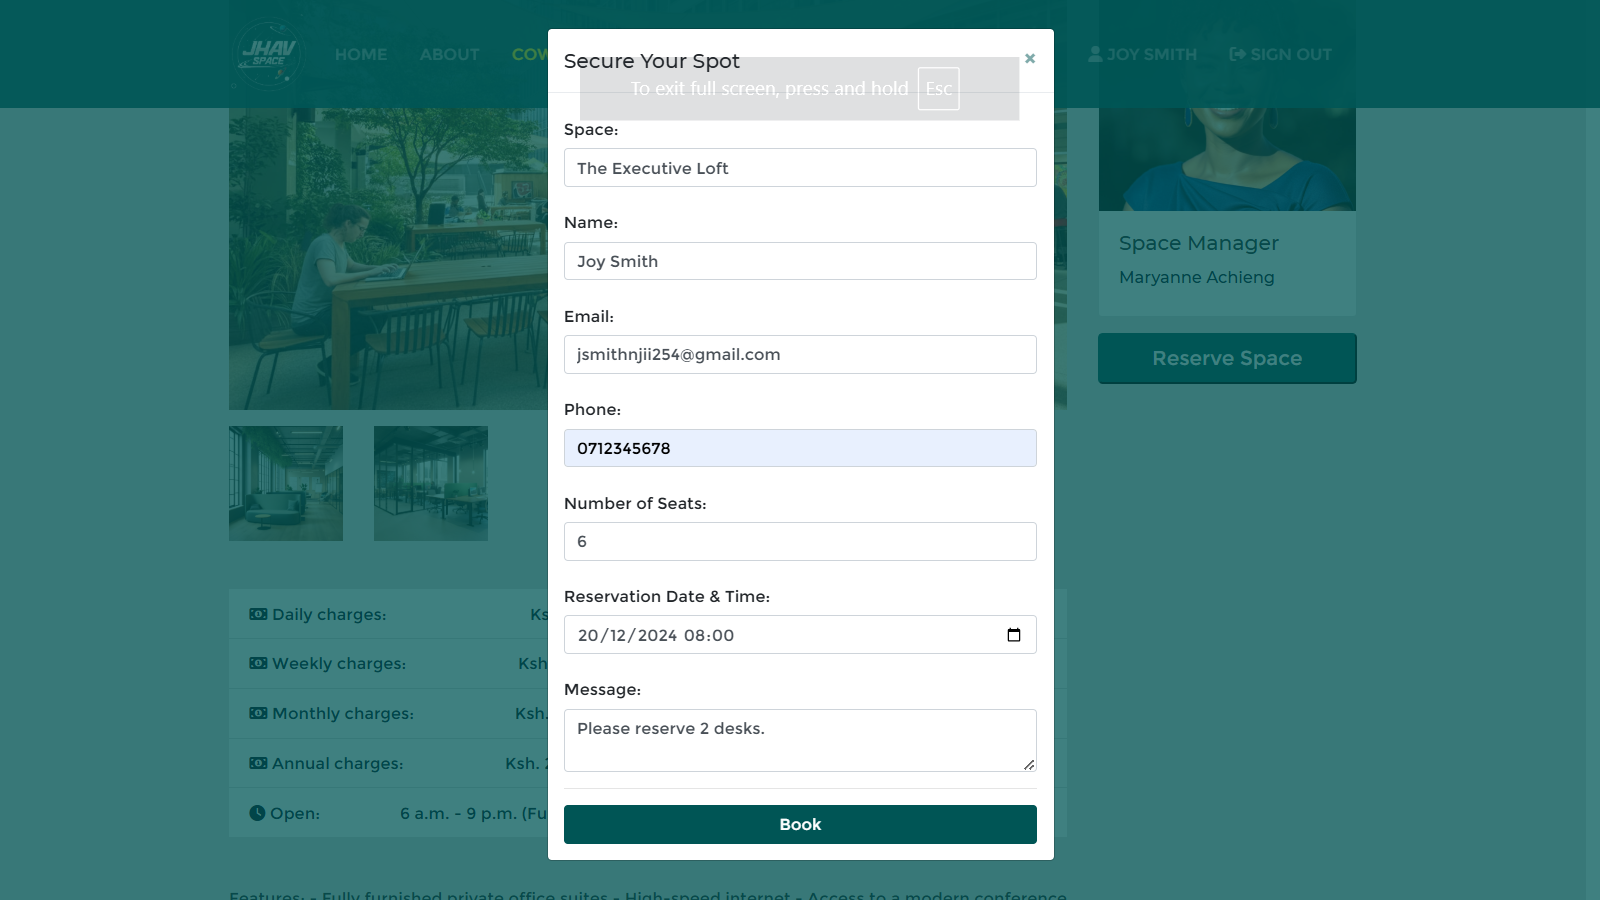 JHAV
SPACE
HOME
ABOUT
JOY SMITH
SIGN OUT
Secure Your Spot
×
To exit full screen, press and hold Esc
Space:
The Executive Loft
Name:
Joy Smith
Email:
jsmithnjii254@gmail.com
Phone:
0712345678
Number of Seats:
6
Reservation Date & Time:
20/12/2024 08:00
Message:
Please reserve 2 desks.
Book
Space Manager
Maryanne Achieng
Reserve Space
Daily charges:
Weekly charges: Ksh
Monthly charges: Ksh.
Annual charges: Ksh.
Open: 6 a.m. - 9 p.m.
Features: - Fully furnished private office suites - High-speed internet - Access to a modern conference